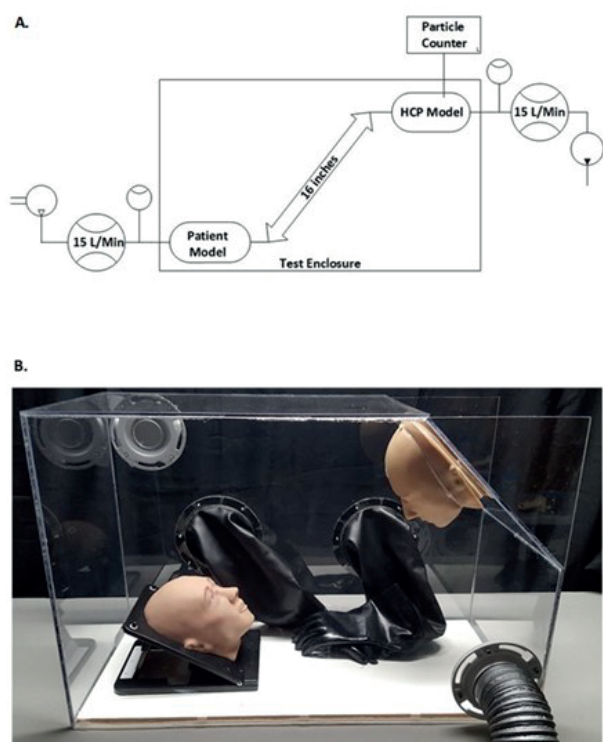 A.
Particle
Counter
HCP Model
15 L/Min
16 inches
15 L/Min
Patient
Model
Test Enclosure
B.